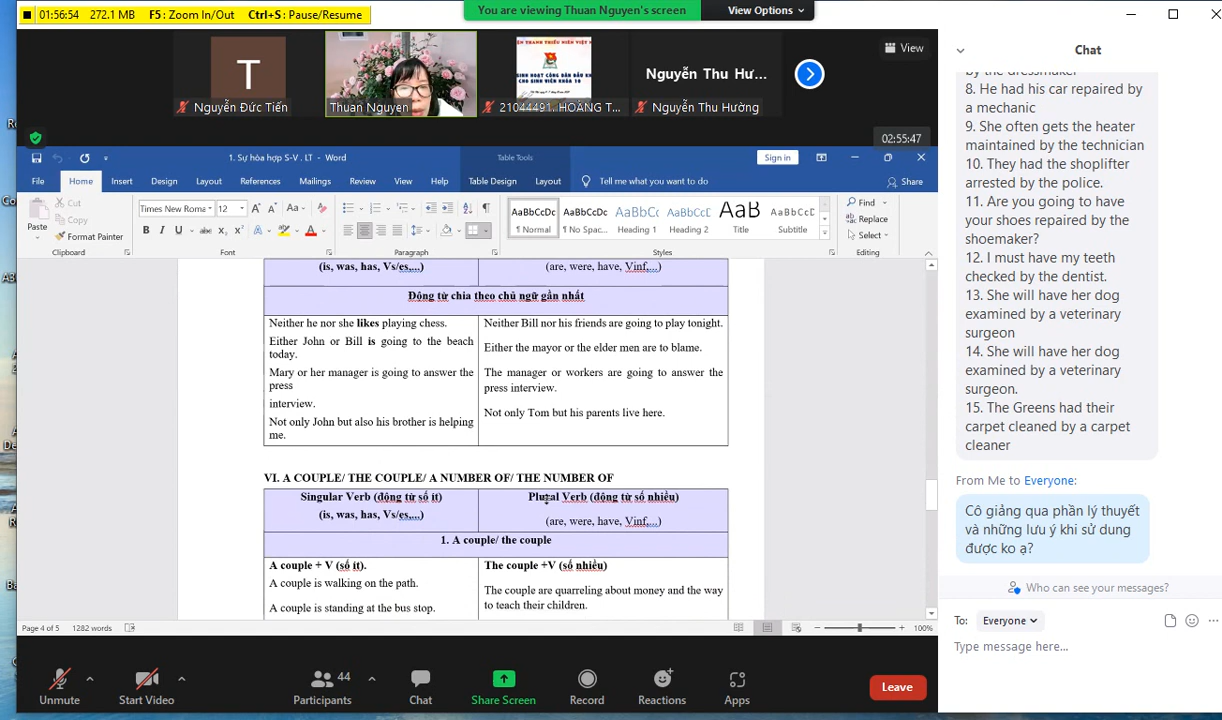 01:56:54 272.1 MB F5: Zoom In/Out Ctrl+S : Pause/Resume
You are viewing Thuan Nguyen's screen
View Options
T
Nguyễn Đức Tiến
Thuan Nguyen
21044491. HOÀNG T...
Nguyễn Thu Hư...
Nguyễn Thu Hường
View
02:55:47
1. Sự hòa hợp S-V . LT - Word
Table Tools
Sign in
File Home Insert Design Layout References Mailings Review View Help Table Design Layout Tell me what you want to do Share
Paste
Cut
Copy
Format Painter
Clipboard
Times New Roma
12
Font
Paragraph
AaBbCcDc
¶ Normal
AaBbCcDc
¶ No Spac...
AaBbCc
Heading 1
AaBbCcC
Heading 2
AaB
Title
AaBbCcC
Subtitle
Styles
Find
Replace
Select
Editing
(is, was, has, Vs/es,...)
(are, were, have, Vinf,...)
Động từ chia theo chủ ngữ gần nhất
Neither he nor she likes playing chess.
Either John or Bill is going to the beach
today.
Mary or her manager is going to answer the
press
interview.
Not only John but also his brother is helping
me.
Neither Bill nor his friends are going to play tonight.
Either the mayor or the elder men are to blame.
The manager or workers are going to answer the
press interview.
Not only Tom but his parents live here.
VI. A COUPLE/ THE COUPLE/ A NUMBER OF/ THE NUMBER OF
Singular Verb (động từ số ít)
(is, was, has, Vs/es,...)
Plural Verb (động từ số nhiều)
(are, were, have, Vinf,...)
1. A couple/ the couple
A couple + V (số ít).
A couple is walking on the path.
A couple is standing at the bus stop.
The couple +V (số nhiều)
The couple are quarreling about money and the way
to teach their children.
Page 4 of 5 1282 words
100%
Unmute
Start Video
44
Participants
Chat
Share Screen
Record
Reactions
Apps
Leave
Chat
by the dressmaker
8. He had his car repaired by
a mechanic
9. She often gets the heater
maintained by the technician
10. They had the shoplifter
arrested by the police.
11. Are you going to have
your shoes repaired by the
shoemaker?
12. I must have my teeth
checked by the dentist.
13. She will have her dog
examined by a veterinary
surgeon
14. She will have her dog
examined by a veterinary
surgeon.
15. The Greens had their
carpet cleaned by a carpet
cleaner
From Me to Everyone:
Cô giảng qua phần lý thuyết
và những lưu ý khi sử dung
được ko ạ?
Who can see your messages?
To: Everyone
Type message here...